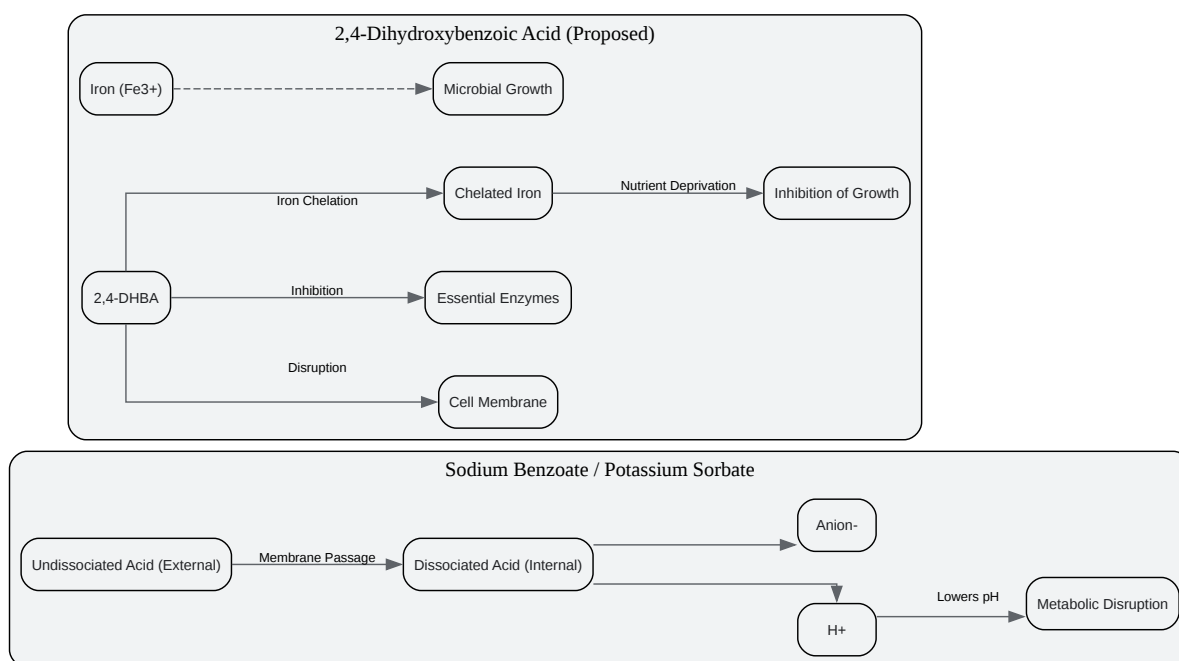 2,4-Dihydroxybenzoic Acid (Proposed)
Iron (Fe3+)
Microbial Growth
Iron Chelation
Chelated Iron
Nutrient Deprivation
Inhibition of Growth
2,4-DHBA
Inhibition
Essential Enzymes
Disruption
Cell Membrane
Sodium Benzoate / Potassium Sorbate
Undissociated Acid (External)
Membrane Passage
Dissociated Acid (Internal)
Anion-
H+
Lowers pH
Metabolic Disruption